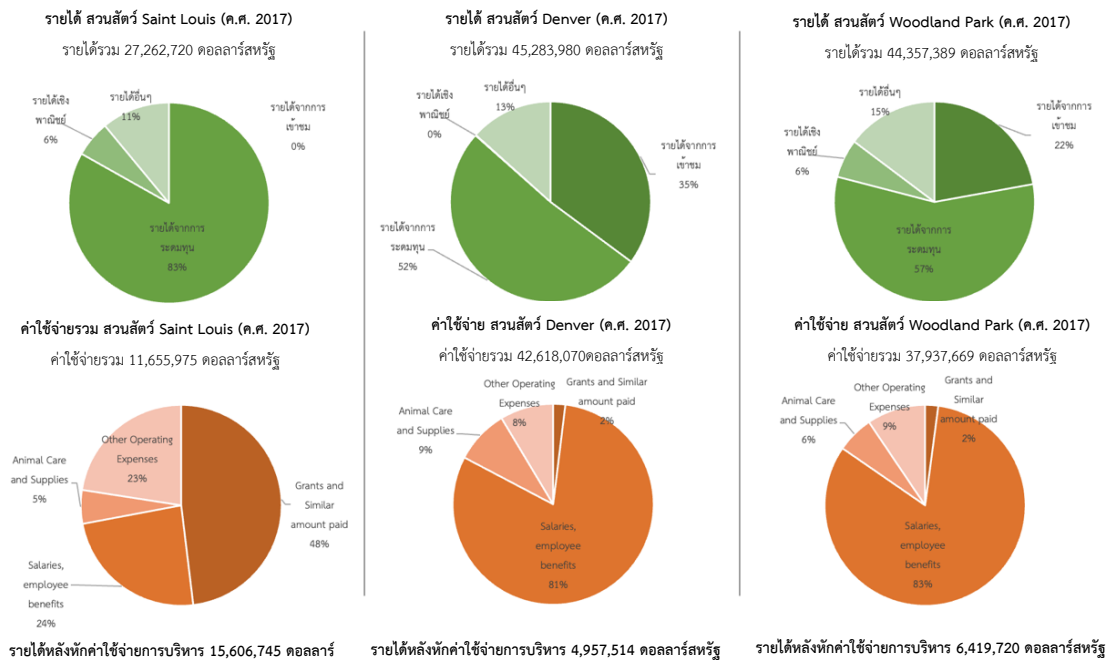 รายได้ สวนสัตว์ Saint Louis (ค.ศ. 2017)
รายได้รวม 27,262,720 ดอลลาร์สหรัฐ
รายได้เชิง
พาณิชย์
6%
รายได้อื่นๆ
11%
รายได้จากการ
เข้าชม
0%
รายได้จากการ
ระดมทุน
83%
รายได้ สวนสัตว์ Denver (ค.ศ. 2017)
รายได้รวม 45,283,980 ดอลลาร์สหรัฐ
รายได้เชิง
พาณิชย์
0%
รายได้อื่นๆ
13%
รายได้จากการ
เข้าชม
35%
รายได้จากการ
ระดมทุน
52%
รายได้ สวนสัตว์ Woodland Park (ค.ศ. 2017)
รายได้รวม 44,357,389 ดอลลาร์สหรัฐ
รายได้อื่นๆ
15%
รายได้เชิง
พาณิชย์
6%
รายได้จากการ
เข้าชม
22%
รายได้จากการ
ระดมทุน
57%
ค่าใช้จ่ายรวม สวนสัตว์ Saint Louis (ค.ศ. 2017)
ค่าใช้จ่ายรวม 11,655,975 ดอลลาร์สหรัฐ
Other Operating
Expenses
23%
Animal Care
and Supplies
5%
Grants and
Similar
amount paid
48%
Salaries,
employee
benefits
24%
รายได้หลังหักค่าใช้จ่ายการบริหาร 15,606,745 ดอลลาร์
ค่าใช้จ่าย สวนสัตว์ Denver (ค.ศ. 2017)
ค่าใช้จ่ายรวม 42,618,070ดอลลาร์สหรัฐ
Other Operating
Expenses
8%
Grants and Similar
amount paid
2%
Animal Care
and Supplies
9%
Salaries,
employee
benefits
81%
รายได้หลังหักค่าใช้จ่ายการบริหาร 4,957,514 ดอลลาร์สหรัฐ
ค่าใช้จ่าย สวนสัตว์ Woodland Park (ค.ศ. 2017)
ค่าใช้จ่ายรวม 37,937,669 ดอลลาร์สหรัฐ
Other Operating
Expenses
9%
Grants and
Similar
amount paid
2%
Animal Care
and Supplies
6%
Salaries,
employee
benefits
83%
รายได้หลังหักค่าใช้จ่ายการบริหาร 6,419,720 ดอลลาร์สหรัฐ